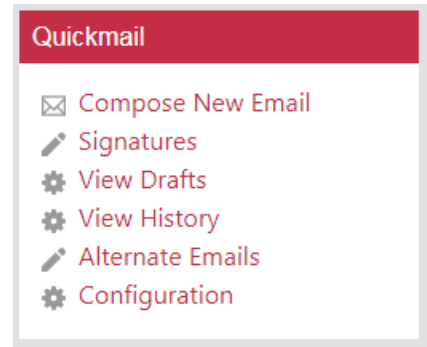 Quickmail
Compose New Email
Signatures
View Drafts
View History
Alternate Emails
Configuration